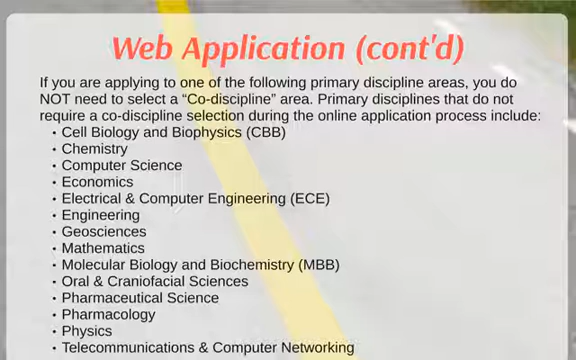 Web Application (cont'd)
If you are applying to one of the following primary discipline areas, you do
NOT need to select a “Co-discipline” area. Primary disciplines that do not
require a co-discipline selection during the online application process include:
• Cell Biology and Biophysics (CBB)
• Chemistry
• Computer Science
• Economics
• Electrical & Computer Engineering (ECE)
• Engineering
• Geosciences
• Mathematics
• Molecular Biology and Biochemistry (MBB)
• Oral & Craniofacial Sciences
• Pharmaceutical Science
• Pharmacology
• Physics
• Telecommunications & Computer Networking